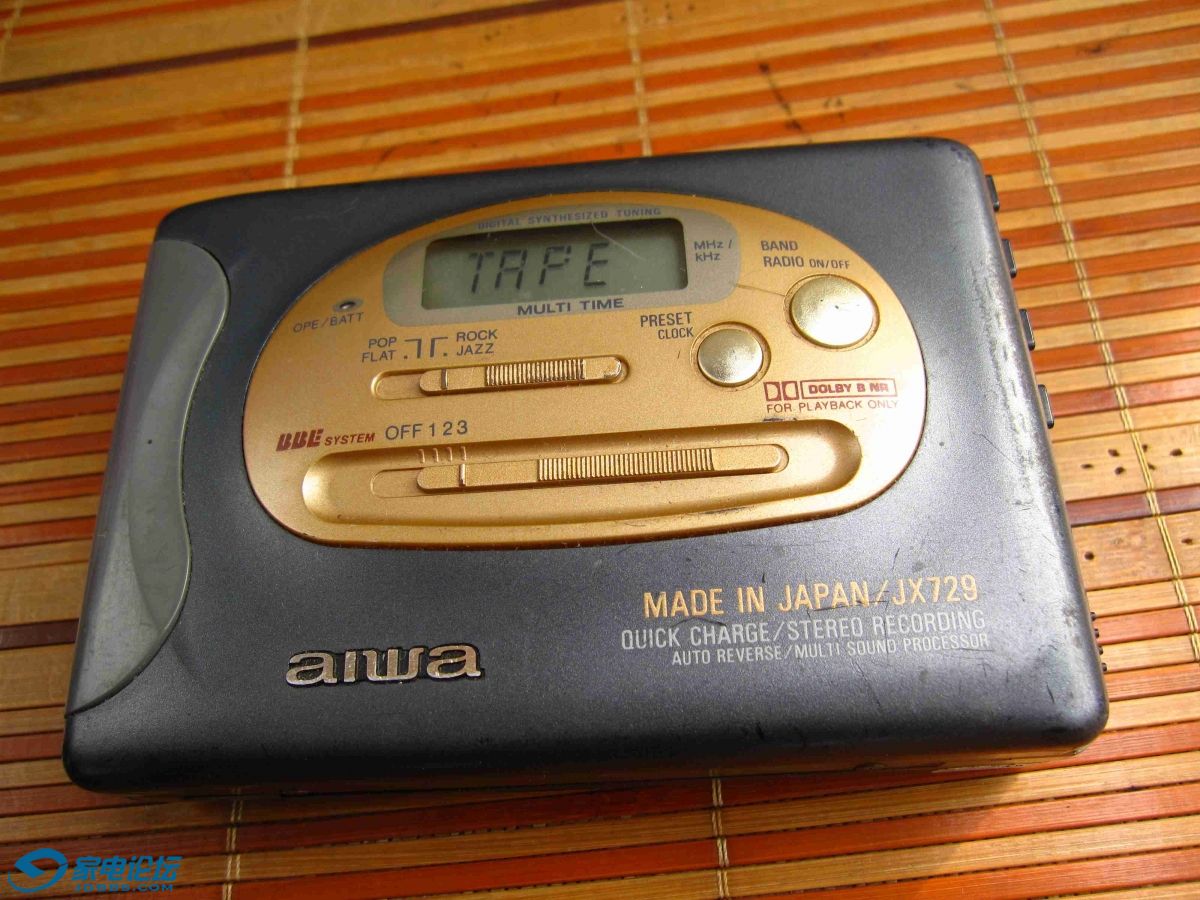 DIGITAL SYNTHESIZED TUNING
TAPE
MHz/
kHz
MULTI TIME
BAND
RADIO ON/OFF
OPE/BATT
PRESET
CLOCK
POP ROCK
FLAT JAZZ
DOLBY B NR
FOR PLAYBACK ONLY
BBE SYSTEM OFF 1 2 3
MADE IN JAPAN/JX729
QUICK CHARGE/STEREO RECORDING
AUTO REVERSE/MULTI SOUND PROCESSOR
aiwa
家电论坛
JDBBS.COM